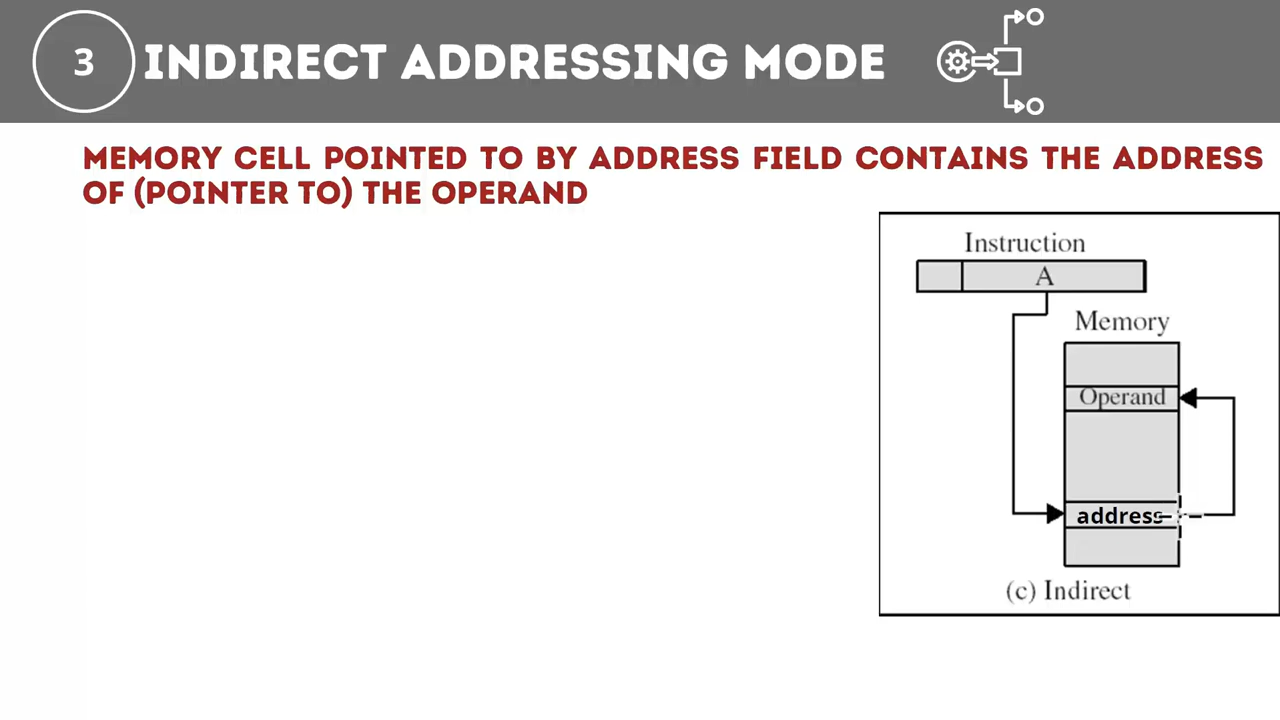 3
INDIRECT ADDRESSING MODE
MEMORY CELL POINTED TO BY ADDRESS FIELD CONTAINS THE ADDRESS
OF (POINTER TO) THE OPERAND
Instruction
A
Memory
Operand
address
(c) Indirect